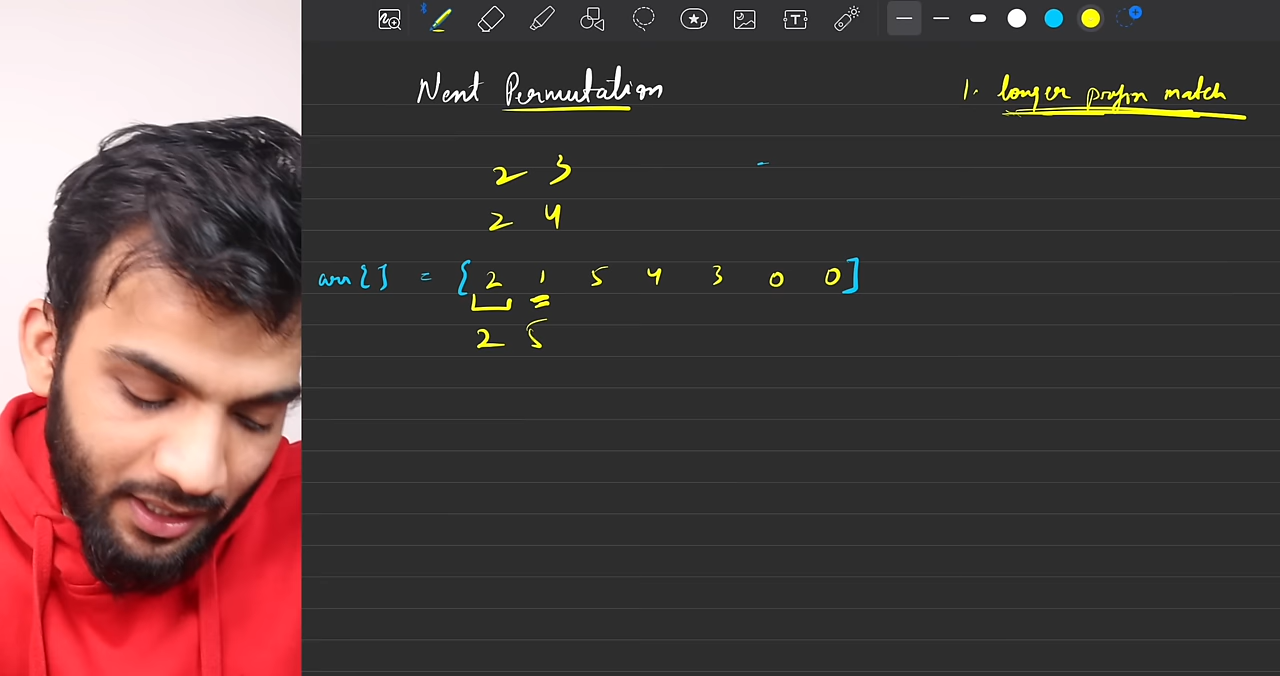 Next Permutation
1. longer prefix match
2 3
2 4
arr[] = [2 1 5 4 3 0 0]
2 5